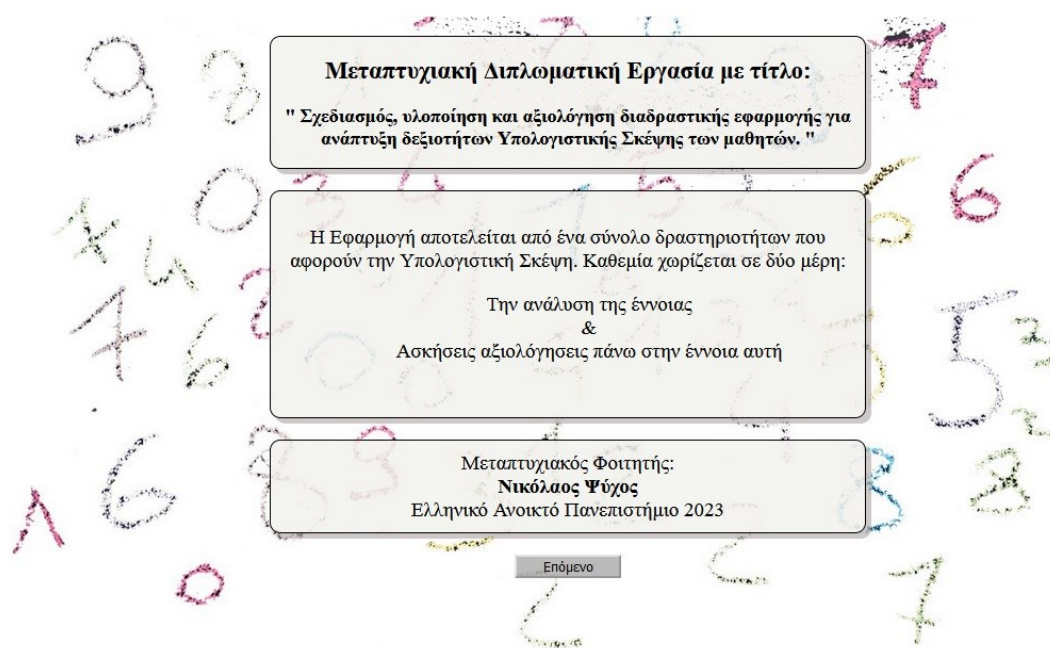 Μεταπτυχιακή Διπλωματική Εργασία με τίτλο:
" Σχεδιασμός, υλοποίηση και αξιολόγηση διαδραστικής εφαρμογής για
ανάπτυξη δεξιοτήτων Υπολογιστικής Σκέψης των μαθητών. "
Η Εφαρμογή αποτελείται από ένα σύνολο δραστηριοτήτων που
αφορούν την Υπολογιστική Σκέψη. Καθεμία χωρίζεται σε δύο μέρη:
Την ανάλυση της έννοιας
&
Ασκήσεις αξιολόγησεις πάνω στην έννοια αυτή
Μεταπτυχιακός Φοιτητής:
Νικόλαος Ψύχος
Ελληνικό Ανοικτό Πανεπιστήμιο 2023
Επόμενο